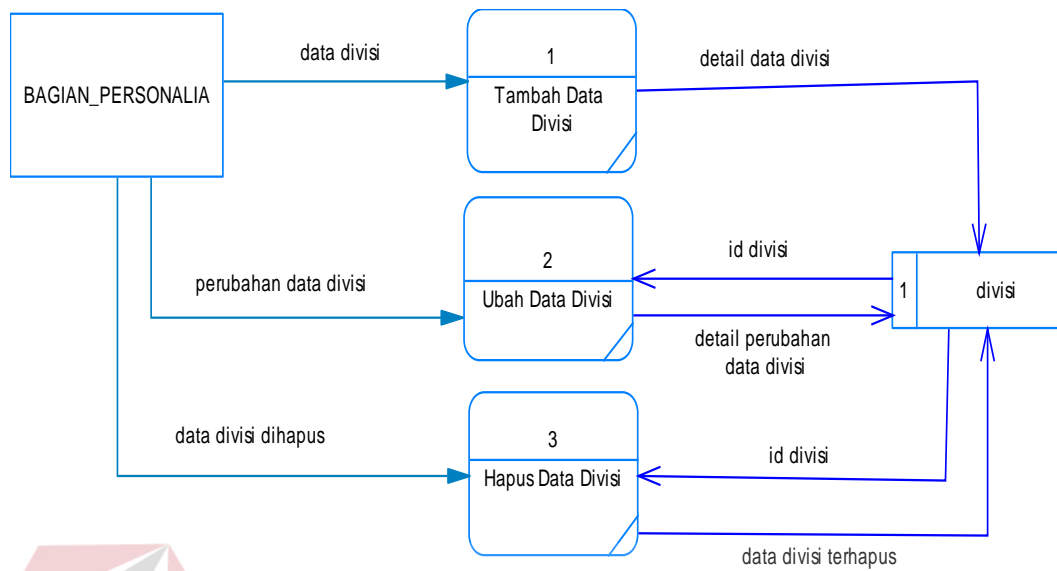 BAGIAN_PERSONALIA
data divisi
1
Tambah Data
Divisi
detail data divisi
perubahan data divisi
2
Ubah Data Divisi
id divisi
detail perubahan
data divisi
1
divisi
data divisi dihapus
3
Hapus Data Divisi
id divisi
data divisi terhapus